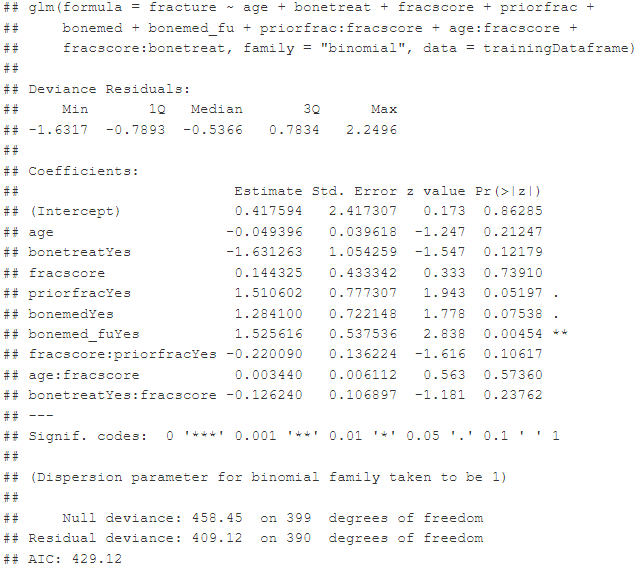 ## glm(formula = fracture ~ age + bonetreat + fracscore + priorfrac +
##     bonemed + bonemed_fu + priorfrac:fracscore + age:fracscore +
##     fracscore:bonetreat, family = "binomial", data = trainingDataframe)
##
## Deviance Residuals:
##     Min       1Q   Median       3Q      Max
## -1.6317  -0.7893  -0.5366   0.7834   2.2496
##
## Coefficients:
##                         Estimate Std. Error z value Pr(>|z|)
## (Intercept)             0.417594   2.417307   0.173  0.86285
## age                    -0.049396   0.039618  -1.247  0.21247
## bonetreatYes           -1.631263   1.054259  -1.547  0.12179
## fracscore               0.144325   0.433342   0.333  0.73910
## priorfracYes            1.510602   0.777307   1.943  0.05197 .
## bonemedYes              1.284100   0.722148   1.778  0.07538 .
## bonemed_fuYes           1.525616   0.537536   2.838  0.00454 **
## fracscore:priorfracYes -0.220090   0.136224  -1.616  0.10617
## age:fracscore           0.003440   0.006112   0.563  0.57360
## bonetreatYes:fracscore -0.126240   0.106897  -1.181  0.23762
## ---
## Signif. codes:  0 '***' 0.001 '**' 0.01 '*' 0.05 '.' 0.1 ' ' 1
##
## (Dispersion parameter for binomial family taken to be 1)
##
##     Null deviance: 458.45  on 399  degrees of freedom
## Residual deviance: 409.12  on 390  degrees of freedom
## AIC: 429.12